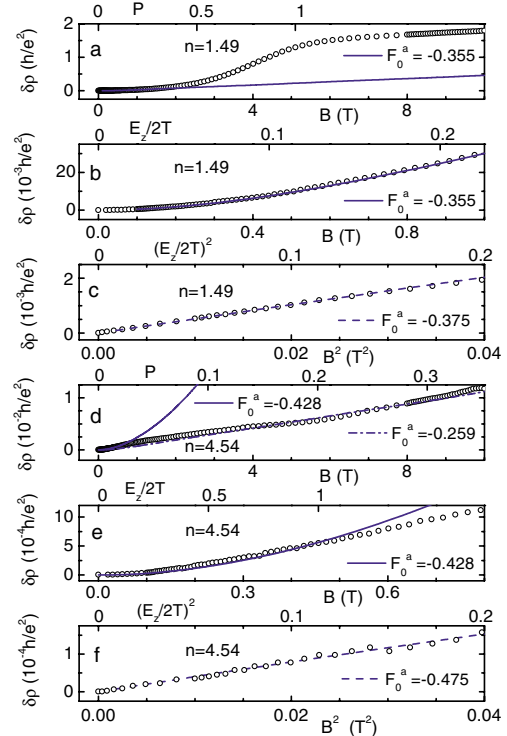 0 P 0.5 1
2
1
0
a
n=1.49
F₀ᵃ = -0.355
δρ (h/e²)
0 4 8
B (T)
0 E_z/2T 0.1 0.2
20
0
b
n=1.49
F₀ᵃ = -0.355
δρ (10⁻³h/e²)
0.0 0.4 0.8
B (T)
0 (E_z/2T)² 0.1 0.2
2
0
c
n=1.49
F₀ᵃ = -0.375
δρ (10⁻³h/e²)
0.00 0.02 0.04
B² (T²)
0 P 0.1 0.2 0.3
1
0
d
F₀ᵃ =-0.428
F₀ᵃ =-0.259
n=4.54
δρ (10⁻²h/e²)
0 4 8
B (T)
0 E_z/2T 0.5 1
10
5
0
e
n=4.54
F₀ᵃ =-0.428
δρ (10⁻⁴h/e²)
0.0 0.3 0.6
B (T)
0 (E_z/2T)² 0.1 0.2
1
0
f
n=4.54
F₀ᵃ =-0.475
δρ (10⁻⁴h/e²)
0.00 0.02 0.04
B² (T²)